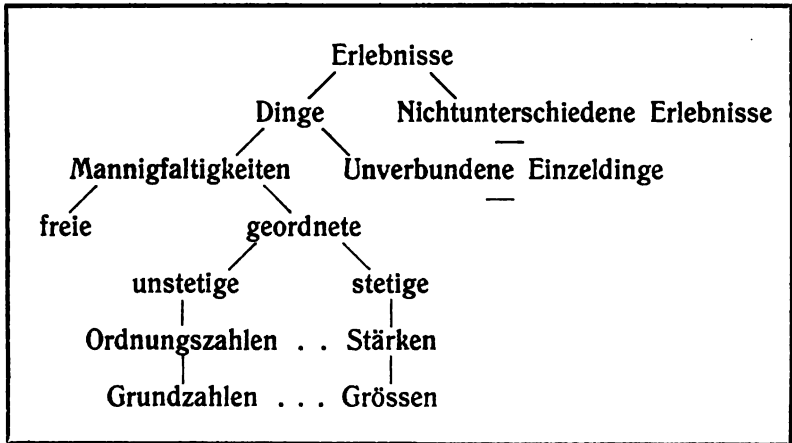 Erlebnisse
Dinge Nichtunterschiedene Erlebnisse
Mannigfaltigkeiten Unverbundene Einzeldinge
freie geordnete
unstetige stetige
Ordnungszahlen . . Stärken
Grundzahlen . . . Grössen